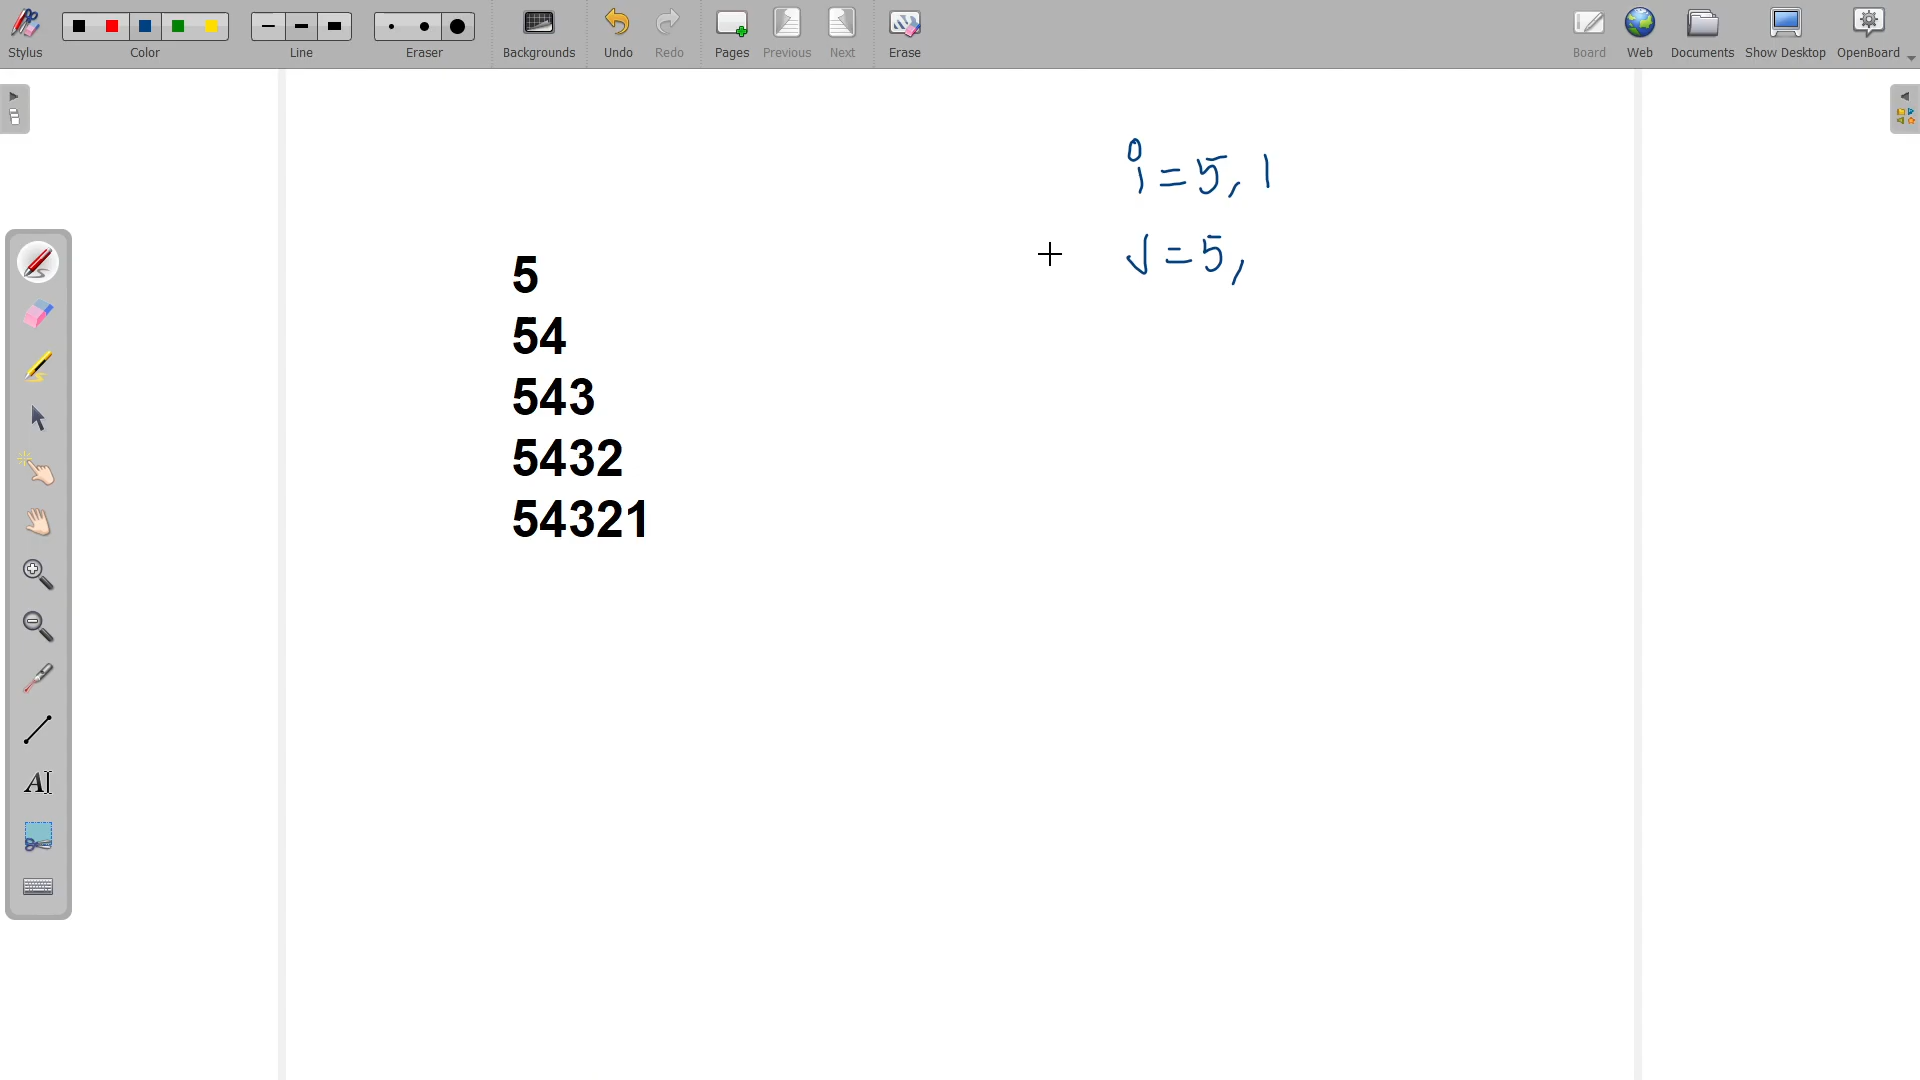 Stylus Color Line Eraser Backgrounds Undo Redo Pages Previous Next Erase Board Web Documents Show Desktop OpenBoard
i = 5, 1
j = 5,
5
54
543
5432
54321
AI